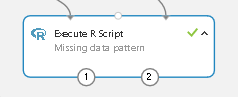 R Execute R Script
Missing data pattern
1 2